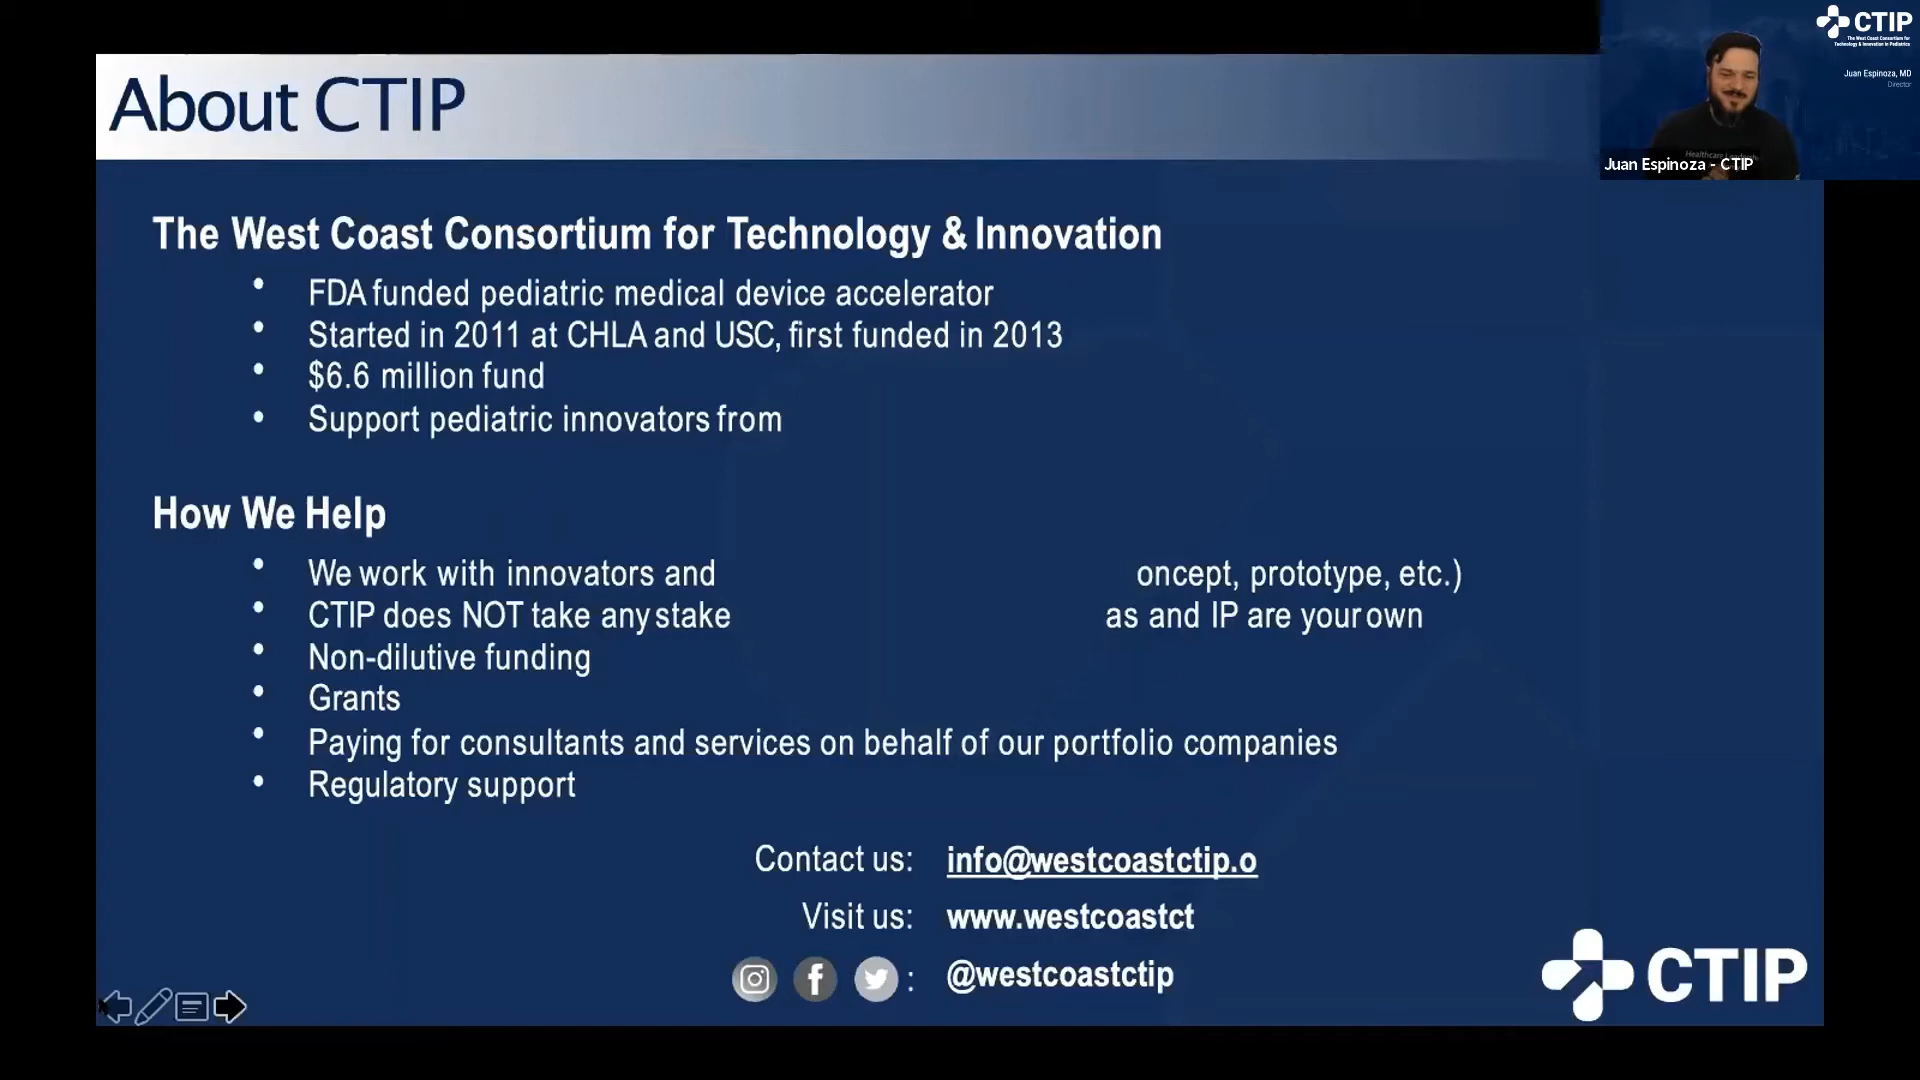 About CTIP
CTIP
The West Coast Consortium for
Technology & Innovation in Pediatrics
Juan Espinoza, MD
Director
Healthcare
Juan Espinoza - CTIP
The West Coast Consortium for Technology & Innovation
• FDA funded pediatric medical device accelerator
• Started in 2011 at CHLA and USC, first funded in 2013
• $6.6 million fund
• Support pediatric innovators from
How We Help
• We work with innovators and oncept, prototype, etc.)
• CTIP does NOT take any stake as and IP are your own
• Non-dilutive funding
• Grants
• Paying for consultants and services on behalf of our portfolio companies
• Regulatory support
Contact us: info@westcoastctip.o
Visit us: www.westcoastct
: @westcoastctip
CTIP